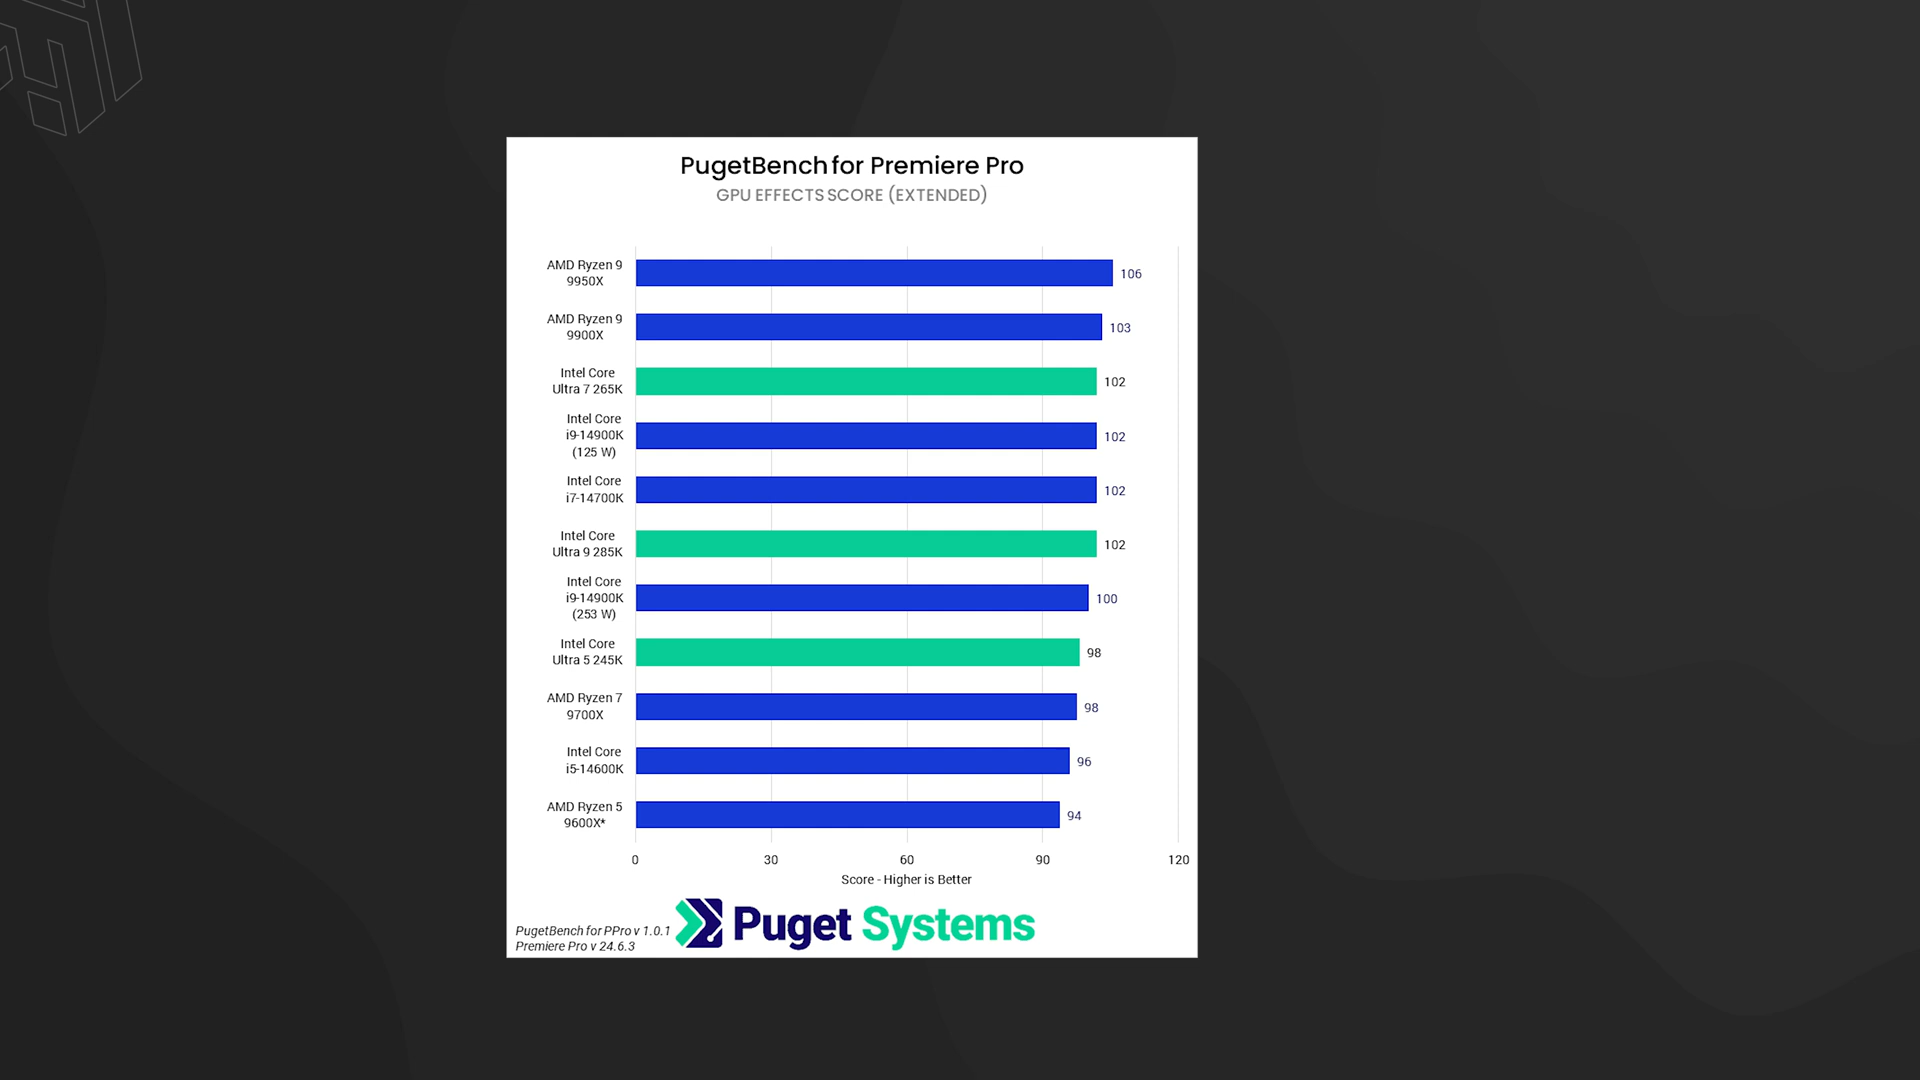 PugetBench for Premiere Pro
GPU EFFECTS SCORE (EXTENDED)
AMD Ryzen 9
9950X
106
AMD Ryzen 9
9900X
103
Intel Core
Ultra 7 265K
102
Intel Core
i9-14900K
(125 W)
102
Intel Core
i7-14700K
102
Intel Core
Ultra 9 285K
102
Intel Core
i9-14900K
(253 W)
100
Intel Core
Ultra 5 245K
98
AMD Ryzen 7
9700X
98
Intel Core
i5-14600K
96
AMD Ryzen 5
9600X*
94
0 30 60 90 120
Score - Higher is Better
PugetBench for PPro v 1.0.1
Premiere Pro v 24.6.3
Puget Systems